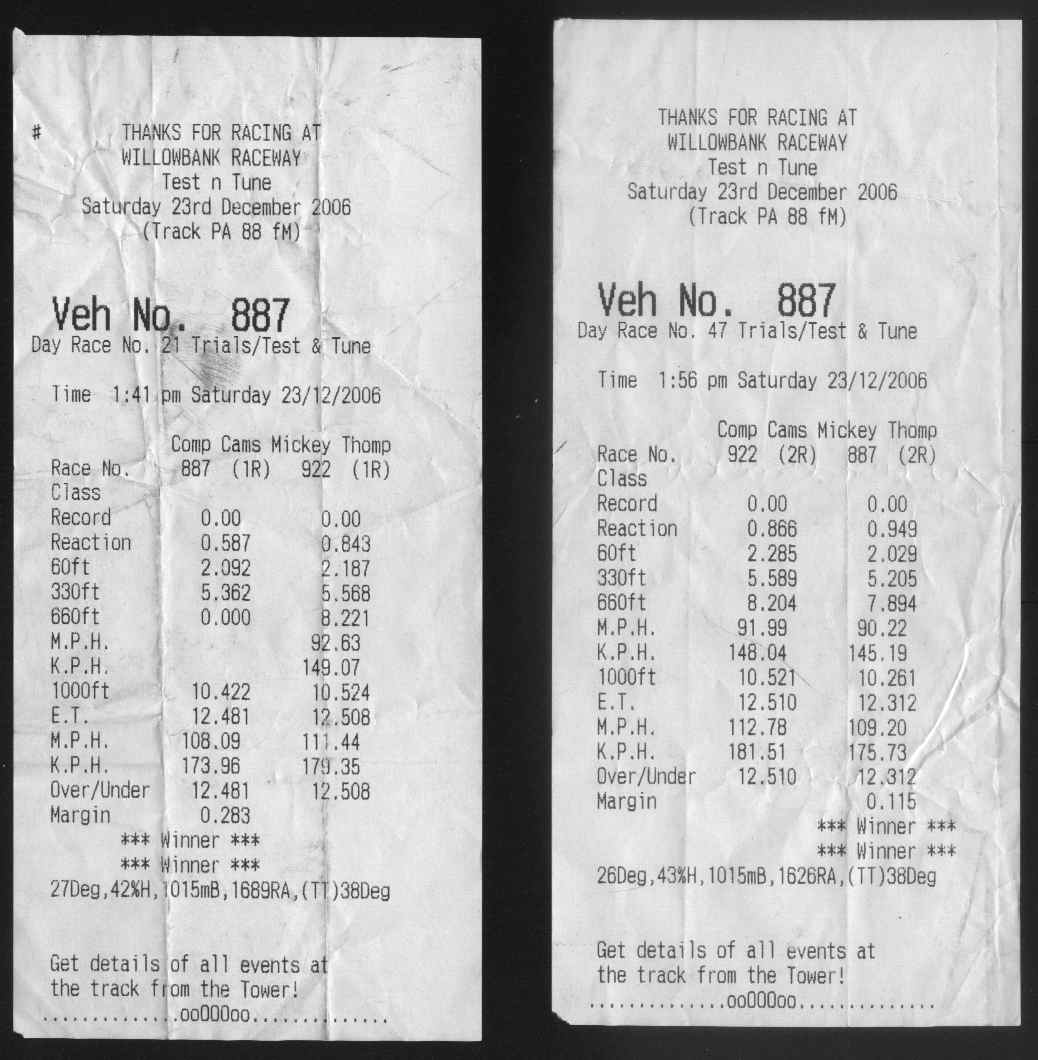 #
THANKS FOR RACING AT
WILLOWBANK RACEWAY
Test n Tune
Saturday 23rd December 2006
(Track PA 88 fM)
Veh No. 887
Day Race No. 21 Trials/Test & Tune
Time 1:41 pm Saturday 23/12/2006
Comp Cams Mickey Thomp
Race No. 887 (1R) 922 (1R)
Class
Record 0.00 0.00
Reaction 0.587 0.843
60ft 2.092 2.187
330ft 5.362 5.568
660ft 0.000 8.221
M.P.H. 92.63
K.P.H. 149.07
1000ft 10.422 10.524
E.T. 12.481 12.508
M.P.H. 108.09 111.44
K.P.H. 173.96 179.35
Over/Under 12.481 12.508
Margin 0.283
*** Winner ***
*** Winner ***
27Deg,42%H,1015mB,1689RA,(TT)38Deg
Get details of all events at
the track from the Tower!
..............oo000oo..............
THANKS FOR RACING AT
WILLOWBANK RACEWAY
Test n Tune
Saturday 23rd December 2006
(Track PA 88 fM)
Veh No. 887
Day Race No. 47 Trials/Test & Tune
Time 1:56 pm Saturday 23/12/2006
Comp Cams Mickey Thomp
Race No. 922 (2R) 887 (2R)
Class
Record 0.00 0.00
Reaction 0.866 0.949
60ft 2.285 2.029
330ft 5.589 5.205
660ft 8.204 7.894
M.P.H. 91.99 90.22
K.P.H. 148.04 145.19
1000ft 10.521 10.261
E.T. 12.510 12.312
M.P.H. 112.78 109.20
K.P.H. 181.51 175.73
Over/Under 12.510 12.312
Margin 0.115
*** Winner ***
*** Winner ***
26Deg,43%H,1015mB,1626RA,(TT)38Deg
Get details of all events at
the track from the Tower!
..............oo000oo..............